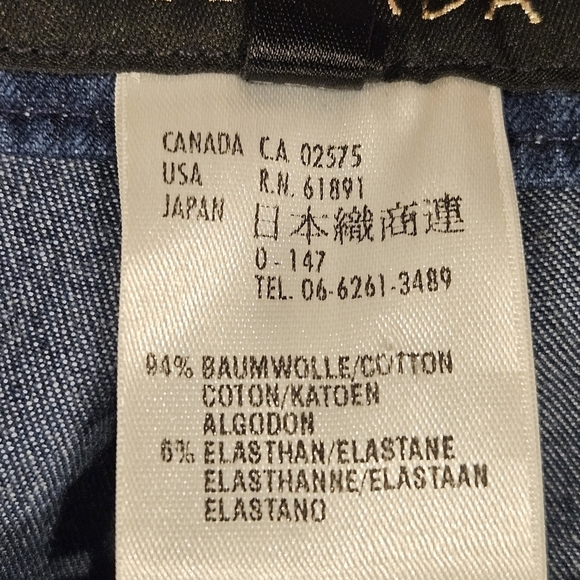 CANADA C.A 02575
USA R.N. 61891
JAPAN 日本織商連
0-147
TEL. 06-6261-3489
94% BAUMWOLLE/COTTON
COTON/KATOEN
ALGODON
6% ELASTHAN/ELASTANE
ELASTHANNE/ELASTAAN
ELASTANO